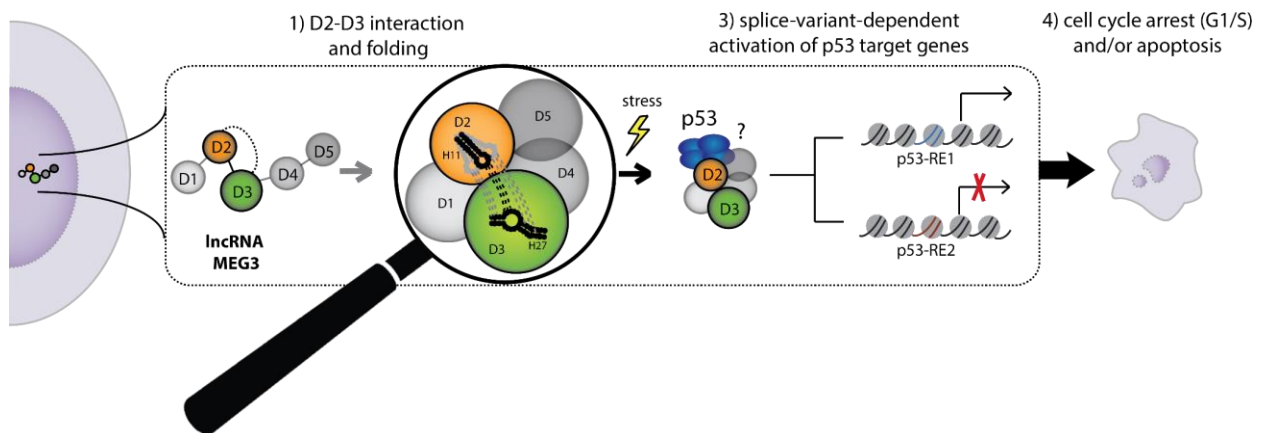 1) D2-D3 interaction
and folding
3) splice-variant-dependent
activation of p53 target genes
4) cell cycle arrest (G1/S)
and/or apoptosis
D1
D2
D3
D4
D5
lncRNA
MEG3
D2
H11
D5
D4
D1
D3
H27
stress
p53
?
D2
D3
p53-RE1
p53-RE2